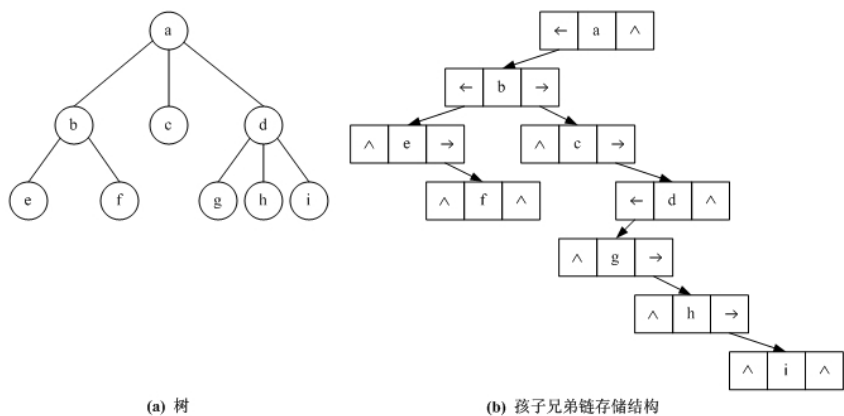 a
← a ∧
← b →
b c d
∧ e → ∧ c →
e f g h i
∧ f ∧ ← d ∧
∧ g →
∧ h →
∧ i ∧
(a) 树
(b) 孩子兄弟链存储结构